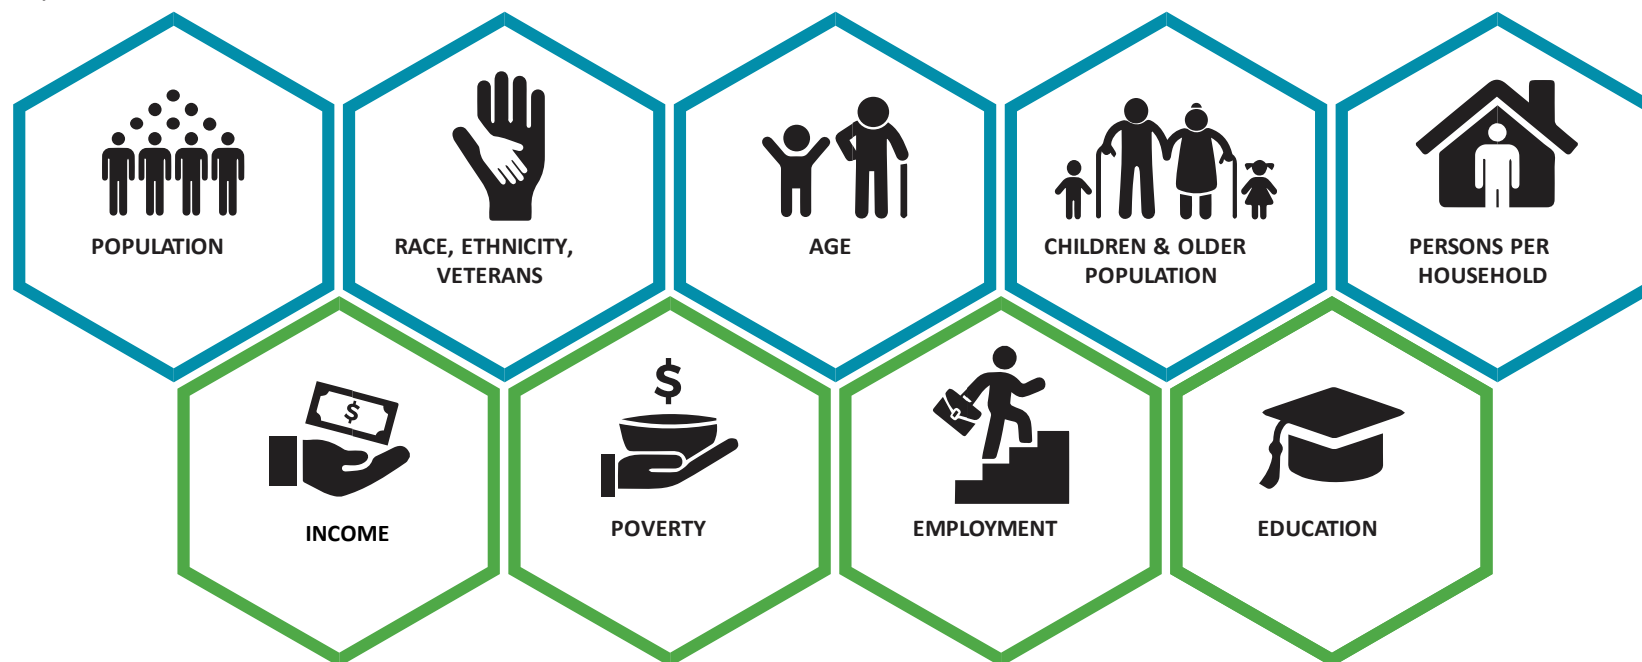 POPULATION
RACE, ETHNICITY,
VETERANS
AGE
CHILDREN & OLDER
POPULATION
PERSONS PER
HOUSEHOLD
$
INCOME
$
POVERTY
EMPLOYMENT
EDUCATION